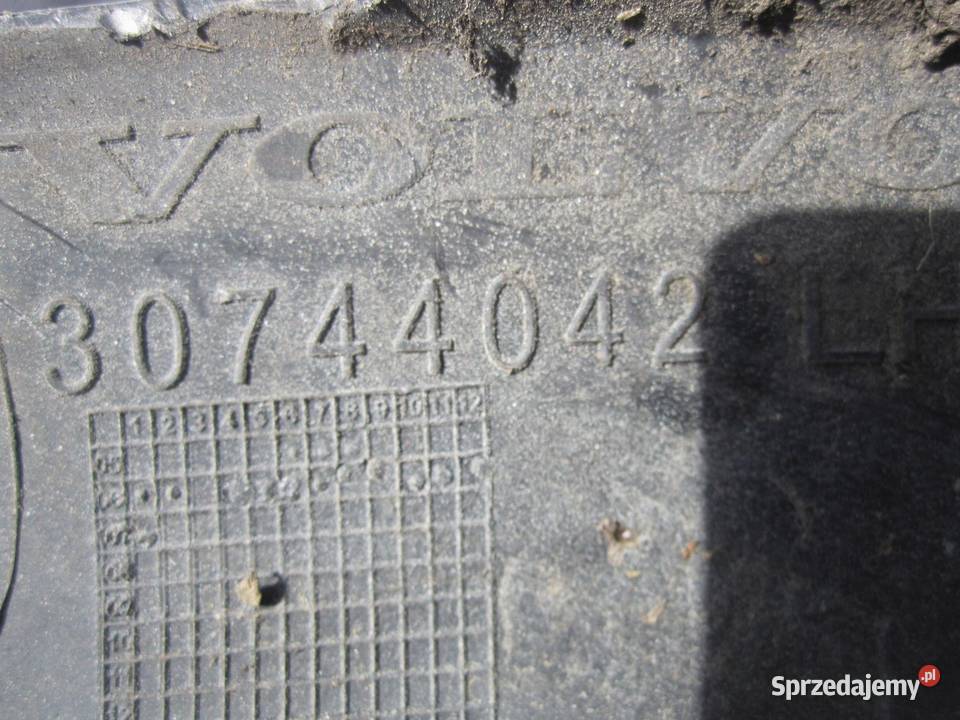 VOLVO
30744042 LH
1 2 3 4 5 6 7 8 9 10 11 12
Sprzedajemy.pl